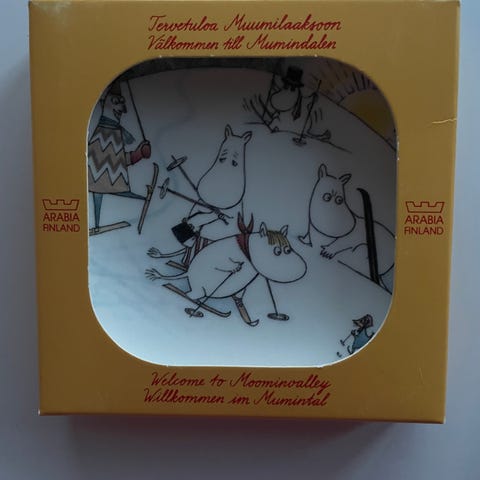 Tervetuloa Muumilaaksoon
Välkommen till Mumindalen
ARABIA
FINLAND
ARABIA
FINLAND
Welcome to Moominvalley
Willkommen im Mumintal